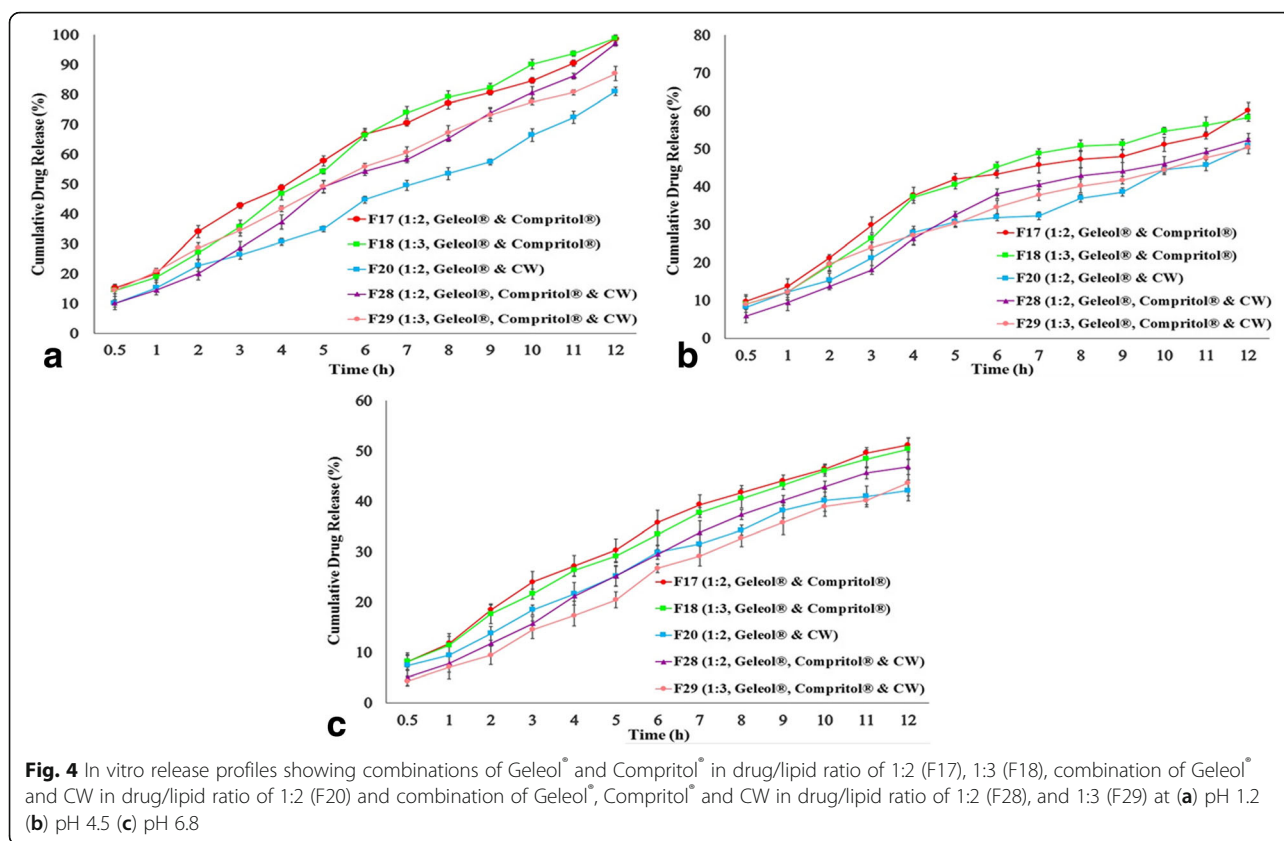 100
90
80
70
60
50
40
30
20
10
0
Cumulative Drug Release (%)
F17 (1:2, Geleol® & Compritol®)
F18 (1:3, Geleol® & Compritol®)
F20 (1:2, Geleol® & CW)
F28 (1:2, Geleol®, Compritol® & CW)
F29 (1:3, Geleol®, Compritol® & CW)
0.5 1 2 3 4 5 6 7 8 9 10 11 12
Time (h)
a
80
70
60
50
40
30
20
10
0
Cumulative Drug Release (%)
F17 (1:2, Geleol® & Compritol®)
F18 (1:3, Geleol® & Compritol®)
F20 (1:2, Geleol® & CW)
F28 (1:2, Geleol®, Compritol® & CW)
F29 (1:3, Geleol®, Compritol® & CW)
0.5 1 2 3 4 5 6 7 8 9 10 11 12
Time (h)
b
60
50
40
30
20
10
0
Cumulative Drug Release (%)
F17 (1:2, Geleol® & Compritol®)
F18 (1:3, Geleol® & Compritol®)
F20 (1:2, Geleol® & CW)
F28 (1:2, Geleol®, Compritol® & CW)
F29 (1:3, Geleol®, Compritol® & CW)
0.5 1 2 3 4 5 6 7 8 9 10 11 12
Time (h)
c
Fig. 4 In vitro release profiles showing combinations of Geleol® and Compritol® in drug/lipid ratio of 1:2 (F17), 1:3 (F18), combination of Geleol®
and CW in drug/lipid ratio of 1:2 (F20) and combination of Geleol®, Compritol® and CW in drug/lipid ratio of 1:2 (F28), and 1:3 (F29) at (a) pH 1.2
(b) pH 4.5 (c) pH 6.8